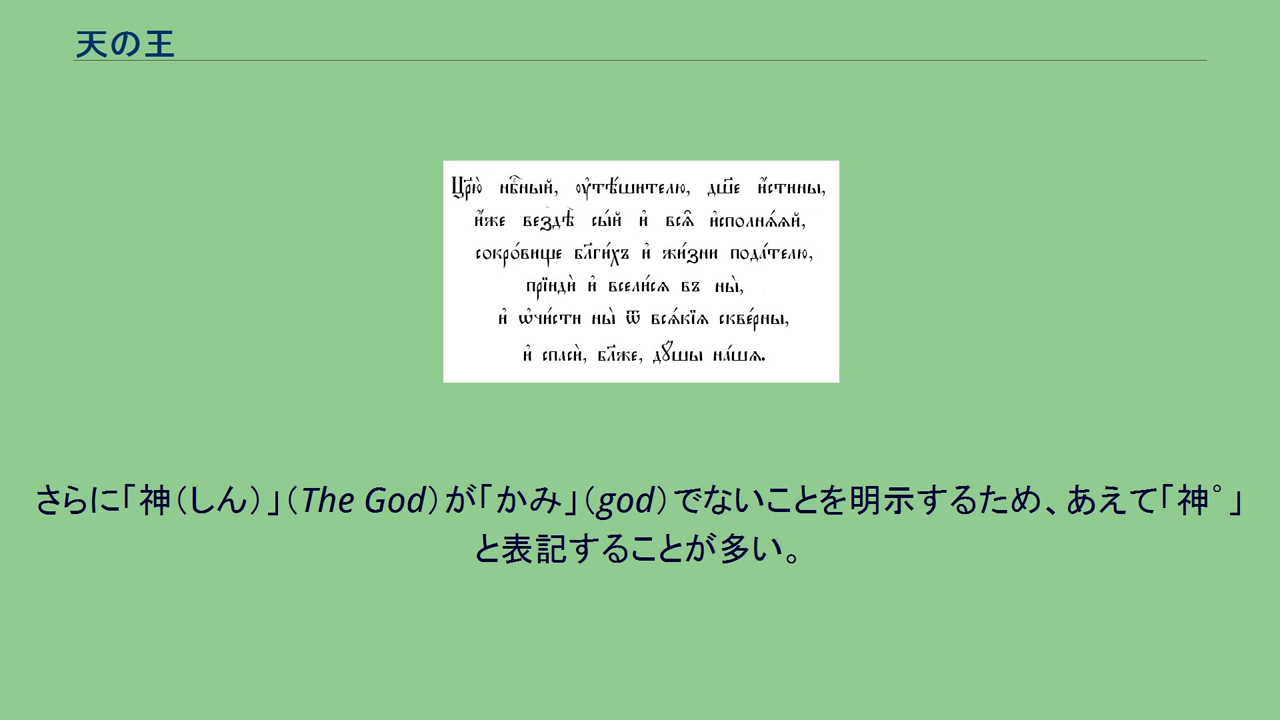 天の王
Цр҃ю̀ нб҇ный, ᲂу҆тѣ́шителю, дш҃е и҆́стины,
и҆́же вездѣ̀ сы́й и҆ всѧ̑ и҆сполнѧ́ѧй,
сокро́вище бл҃ги́хъ и҆ жи́зни пода́телю,
прїидѝ и҆ всели́сѧ въ ны̀,
и҆ ѡ҆чи́сти ны̀ ѿ всѧ́кїѧ скве́рны,
и҆ спасѝ, бл҃же, дꙋ́шы на́шѧ.
さらに「神（しん）」（The God）が「かみ」（god）でないことを明示するため、あえて「神゜」
と表記することが多い。